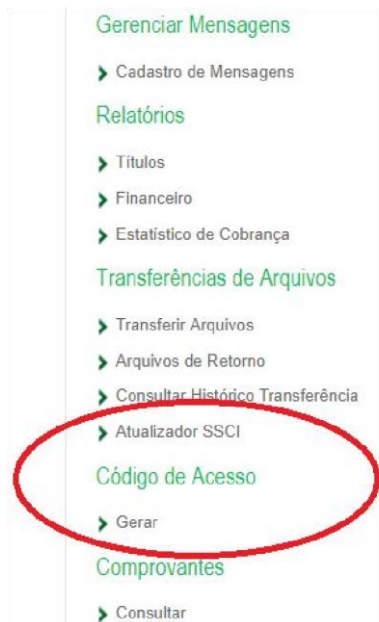 Gerenciar Mensagens
Cadastro de Mensagens
Relatórios
Títulos
Financeiro
Estatístico de Cobrança
Transferências de Arquivos
Transferir Arquivos
Arquivos de Retorno
Consultar Histórico Transferência
Atualizador SSCI
Código de Acesso
Gerar
Comprovantes
Consultar